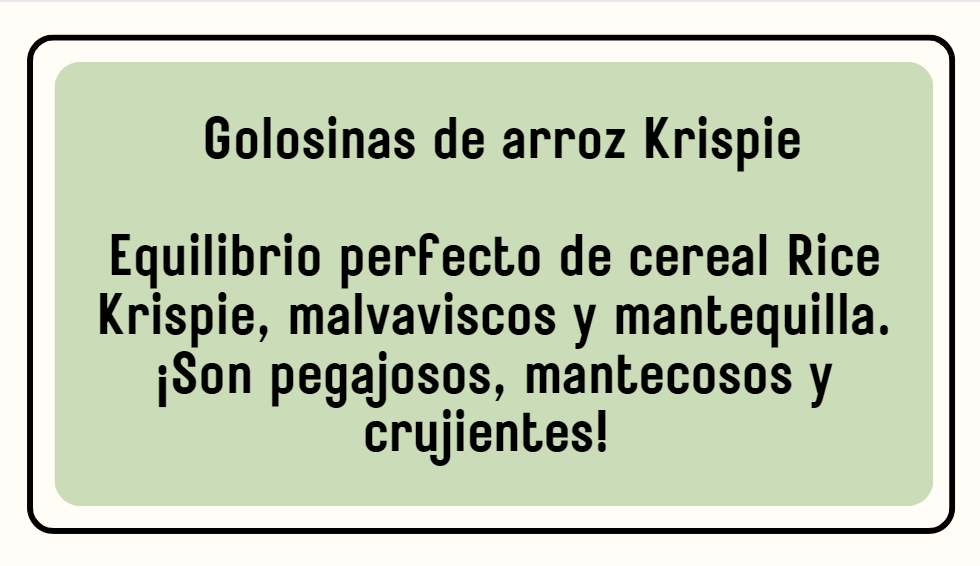 Golosinas de arroz Krispie
Equilibrio perfecto de cereal Rice
Krispie, malvaviscos y mantequilla.
¡Son pegajosos, mantecosos y
crujientes!